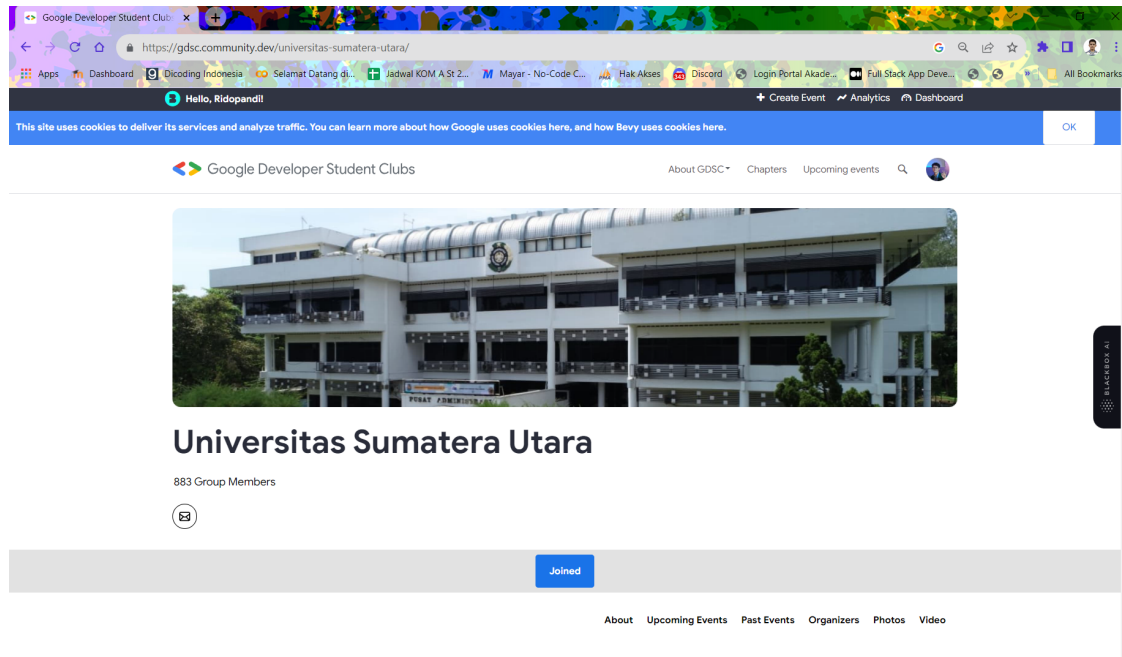 Google Developer Student Club
https://gdsc.community.dev/universitas-sumatera-utara/
Apps Dashboard Dicoding Indonesia Selamat Datang di... Jadwal KOM A St 2... Mayar - No-Code C... Hak Akses 543 Discord Login Portal Akade... Full Stack App Deve... » All Bookmarks
Hello, Ridopandi! Create Event Analytics Dashboard
This site uses cookies to deliver its services and analyze traffic. You can learn more about how Google uses cookies here, and how Bevy uses cookies here. OK
Google Developer Student Clubs About GDSC Chapters Upcoming events
PUSAT ADMINISTRASI
BLACKBOX AI
Universitas Sumatera Utara
883 Group Members
Joined
About Upcoming Events Past Events Organizers Photos Video